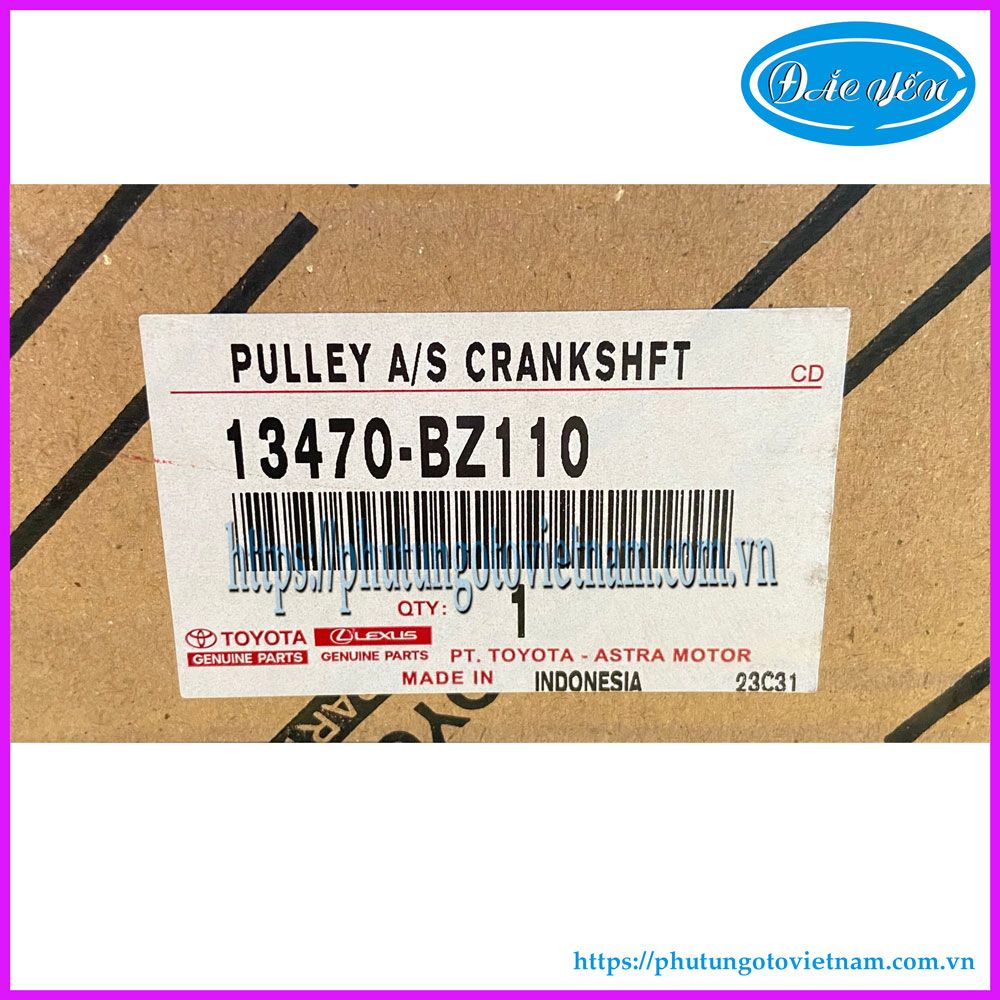 ĐẮC YẾN
PULLEY A/S CRANKSHFT
CD
13470-BZ110
https://phutungotovietnam.com.vn
QTY: 1
TOYOTA LEXUS
GENUINE PARTS GENUINE PARTS PT. TOYOTA - ASTRA MOTOR
MADE IN INDONESIA 23C31
https://phutungotovietnam.com.vn